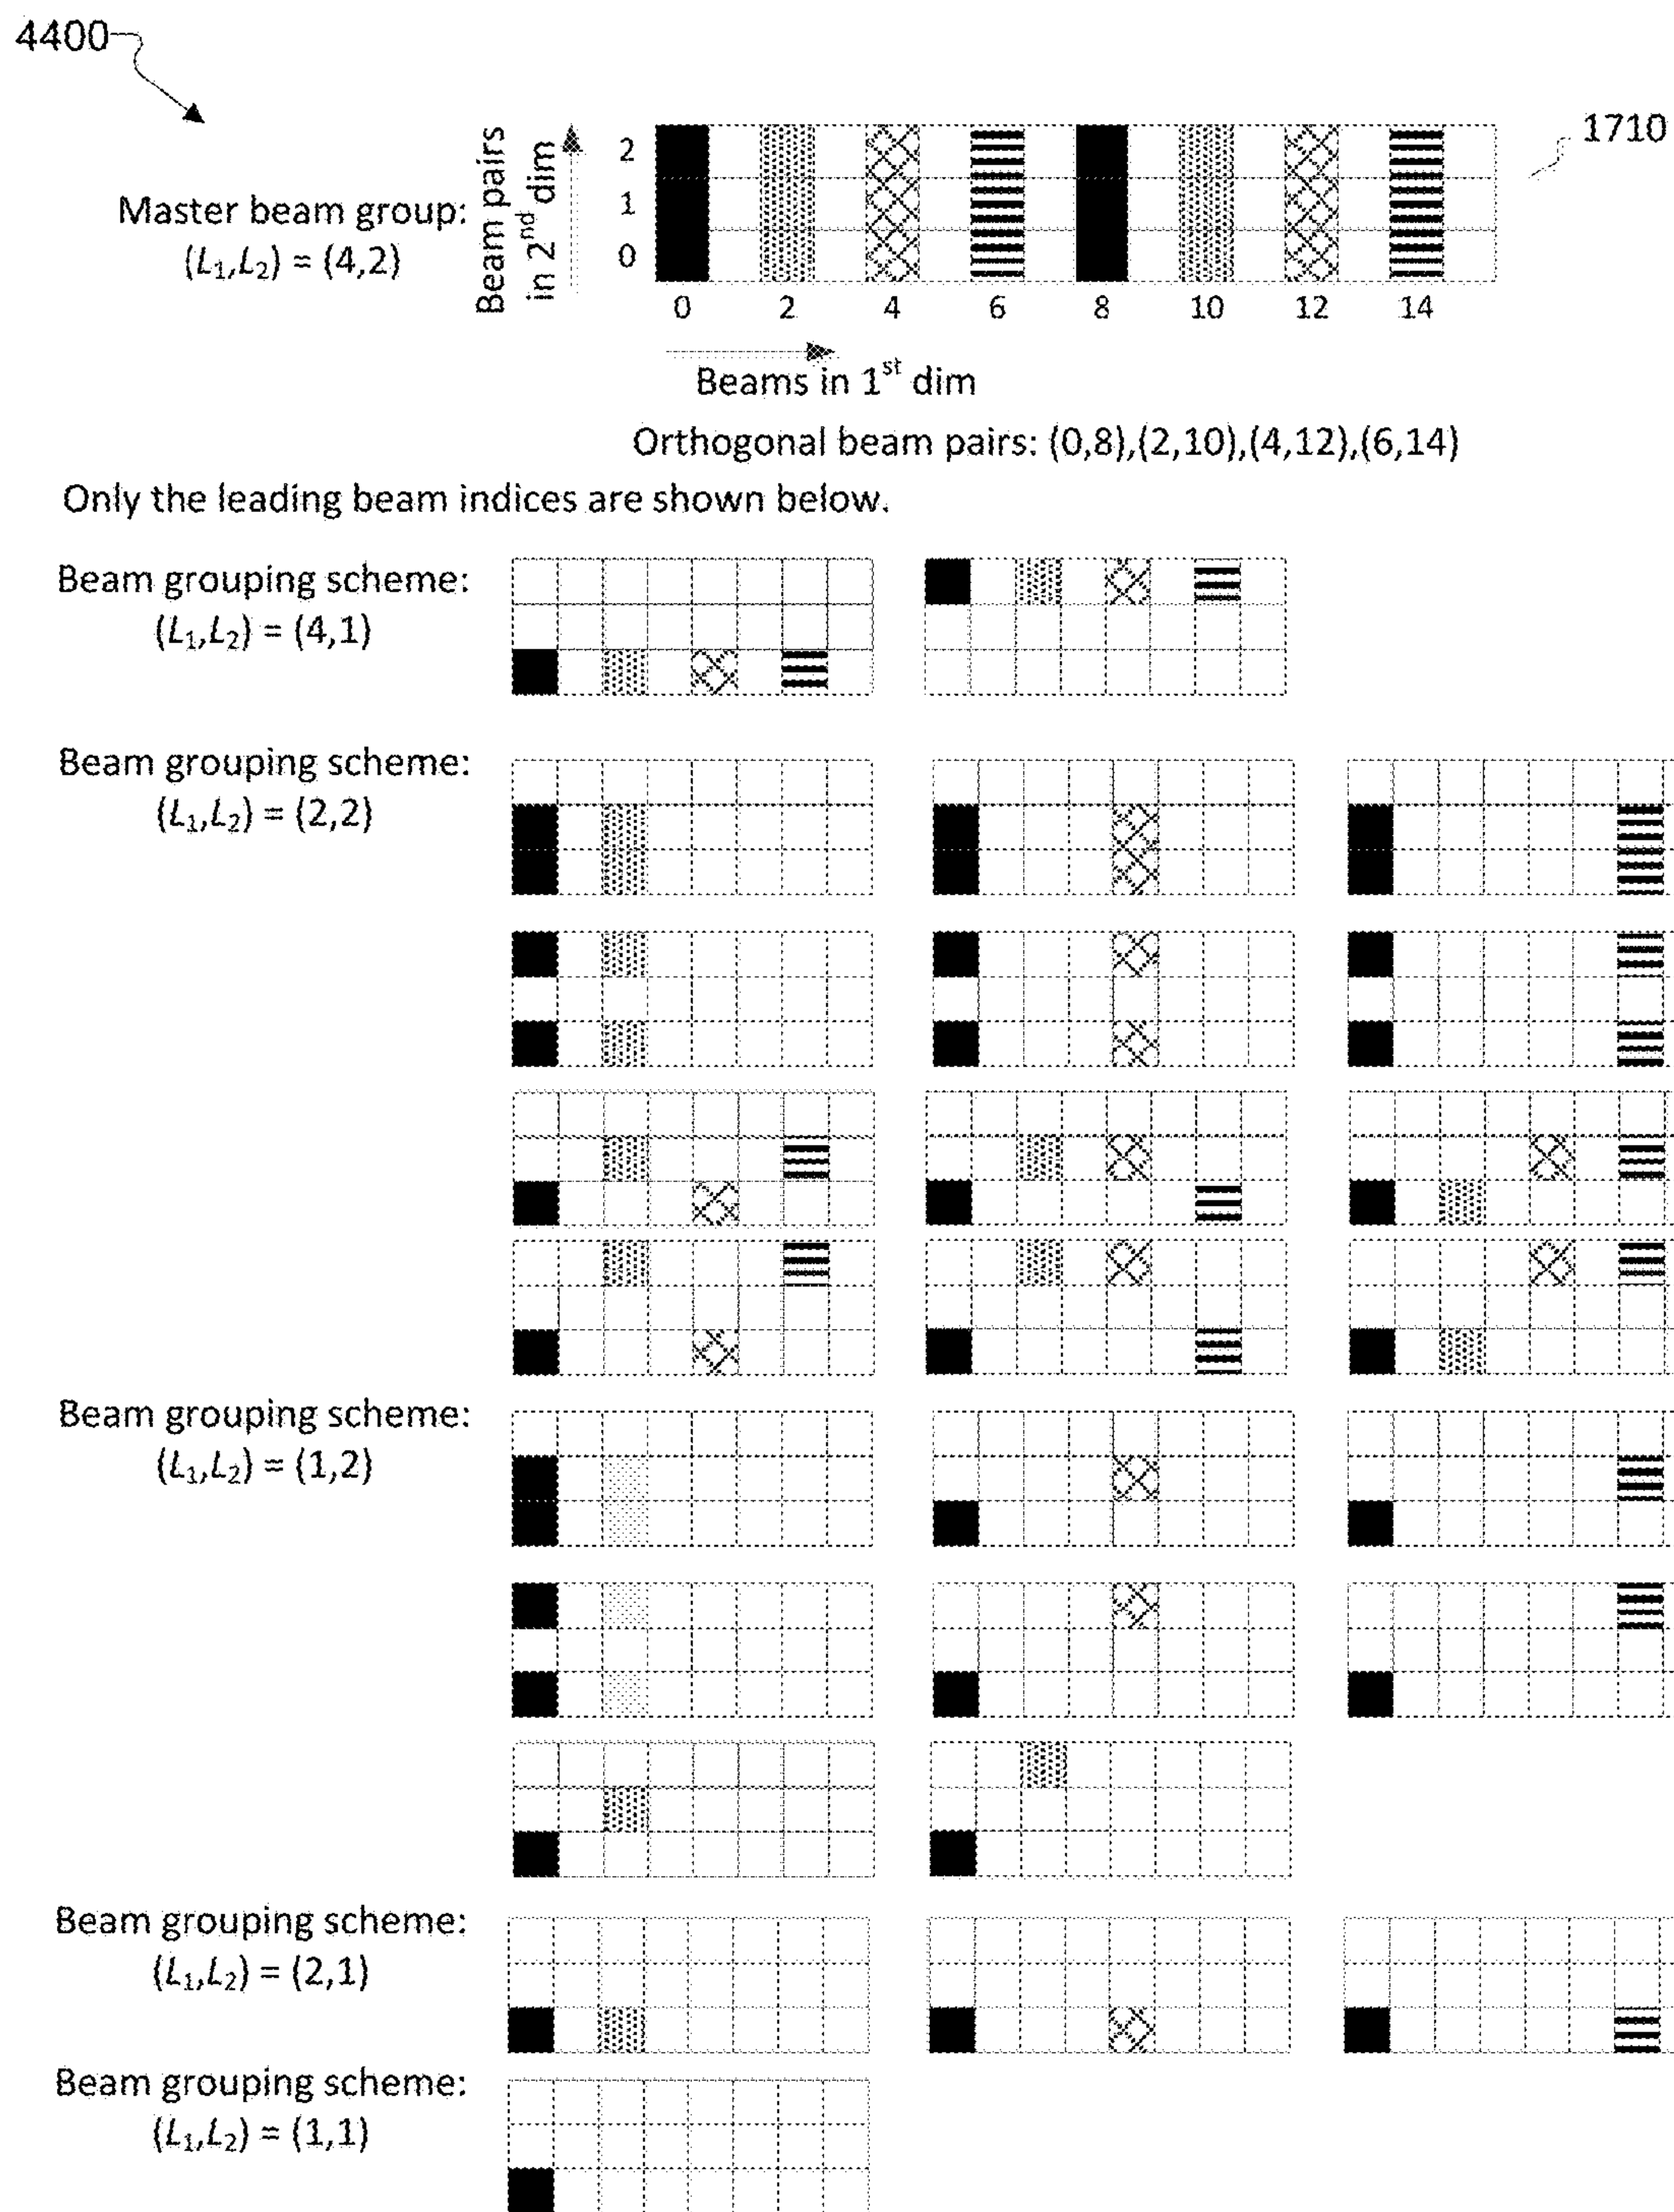 4400
1710
Master beam group:
(L₁,L₂) = (4,2)
Beam pairs
in 2nd dim
2
1
0
0 2 4 6 8 10 12 14
Beams in 1st dim
Orthogonal beam pairs: (0,8),(2,10),(4,12),(6,14)
Only the leading beam indices are shown below.
Beam grouping scheme:
(L₁,L₂) = (4,1)
Beam grouping scheme:
(L₁,L₂) = (2,2)
Beam grouping scheme:
(L₁,L₂) = (1,2)
Beam grouping scheme:
(L₁,L₂) = (2,1)
Beam grouping scheme:
(L₁,L₂) = (1,1)